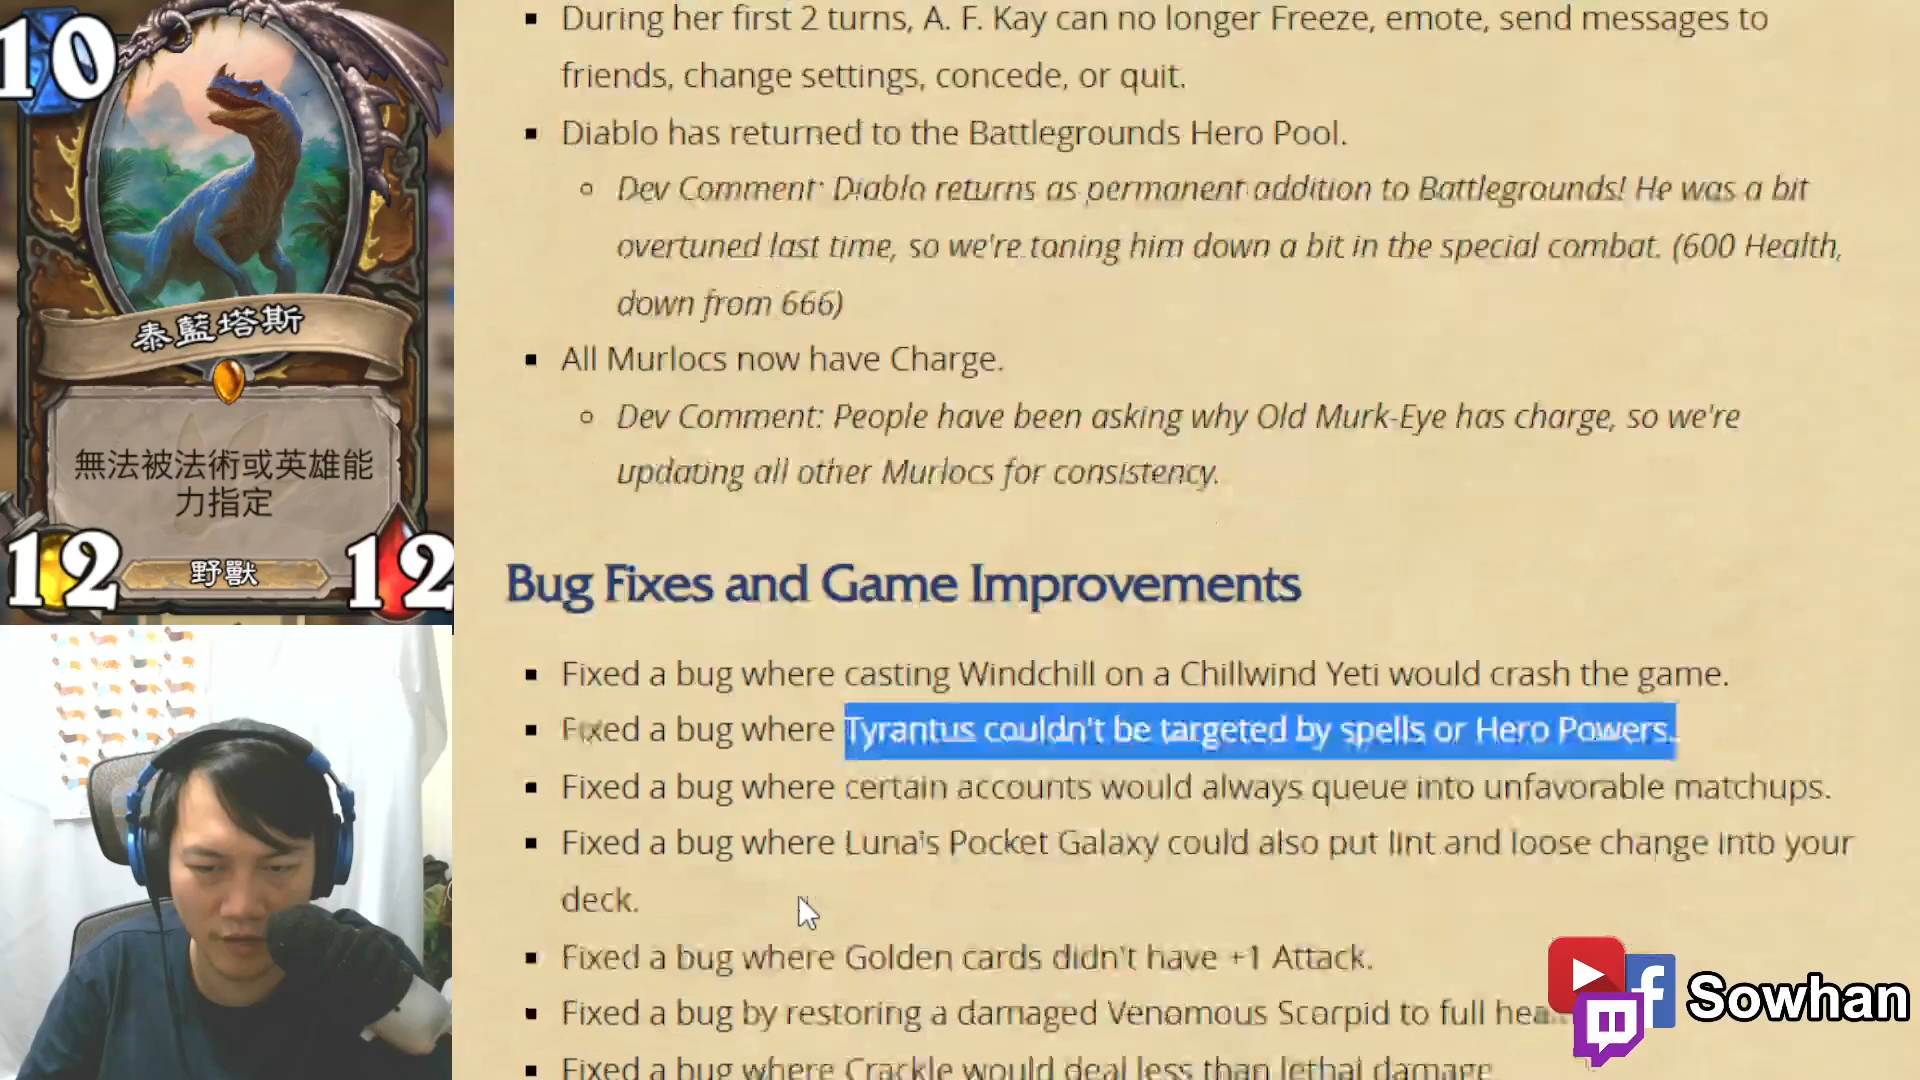 10
泰藍塔斯
無法被法術或英雄能
力指定
12
野獸
12
During her first 2 turns, A. F. Kay can no longer Freeze, emote, send messages to
friends, change settings, concede, or quit.
Diablo has returned to the Battlegrounds Hero Pool.
Dev Comment: Diablo returns as permanent addition to Battlegrounds! He was a bit
overtuned last time, so we're toning him down a bit in the special combat. (600 Health,
down from 666)
All Murlocs now have Charge.
Dev Comment: People have been asking why Old Murk-Eye has charge, so we're
updating all other Murlocs for consistency.
Bug Fixes and Game Improvements
Fixed a bug where casting Windchill on a Chillwind Yeti would crash the game.
Fixed a bug where Tyrantus couldn't be targeted by spells or Hero Powers.
Fixed a bug where certain accounts would always queue into unfavorable matchups.
Fixed a bug where Luna's Pocket Galaxy could also put lint and loose change into your
deck.
Fixed a bug where Golden cards didn't have +1 Attack.
Fixed a bug by restoring a damaged Venomous Scorpid to full
Fixed a bug where Crackle would deal less than lethal damage.
Sowhan